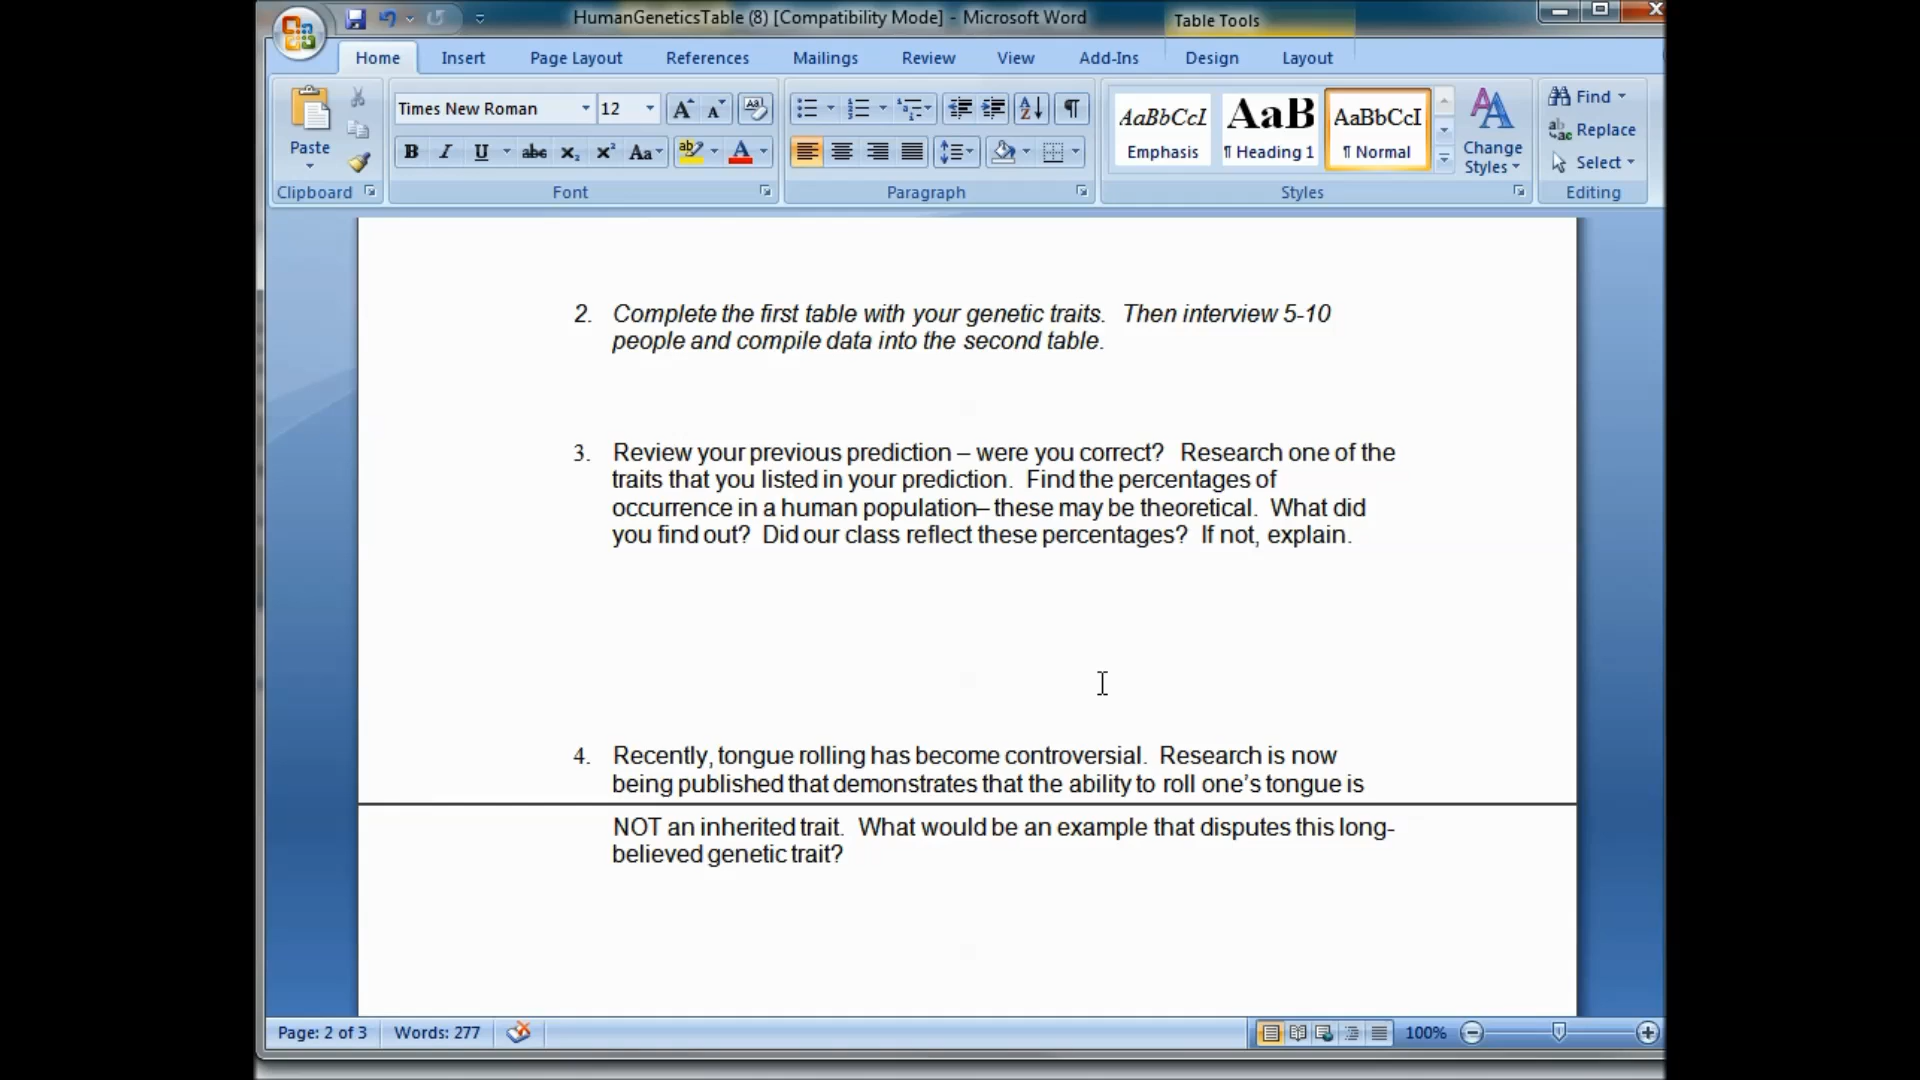 HumanGeneticsTable (8) [Compatibility Mode] - Microsoft Word
Table Tools
Home Insert Page Layout References Mailings Review View Add-Ins Design Layout
Times New Roman 12
Paste
B I U abc X₂ X² Aa ab A
AaBbCcI AaB AaBbCcI
Emphasis ¶ Heading 1 ¶ Normal
Change Styles
Find
Replace
Select
Clipboard Font Paragraph Styles Editing
2. Complete the first table with your genetic traits. Then interview 5-10
people and compile data into the second table.
3. Review your previous prediction – were you correct? Research one of the
traits that you listed in your prediction. Find the percentages of
occurrence in a human population– these may be theoretical. What did
you find out? Did our class reflect these percentages? If not, explain.
4. Recently, tongue rolling has become controversial. Research is now
being published that demonstrates that the ability to roll one’s tongue is
NOT an inherited trait. What would be an example that disputes this long-
believed genetic trait?
Page: 2 of 3 Words: 277 100%